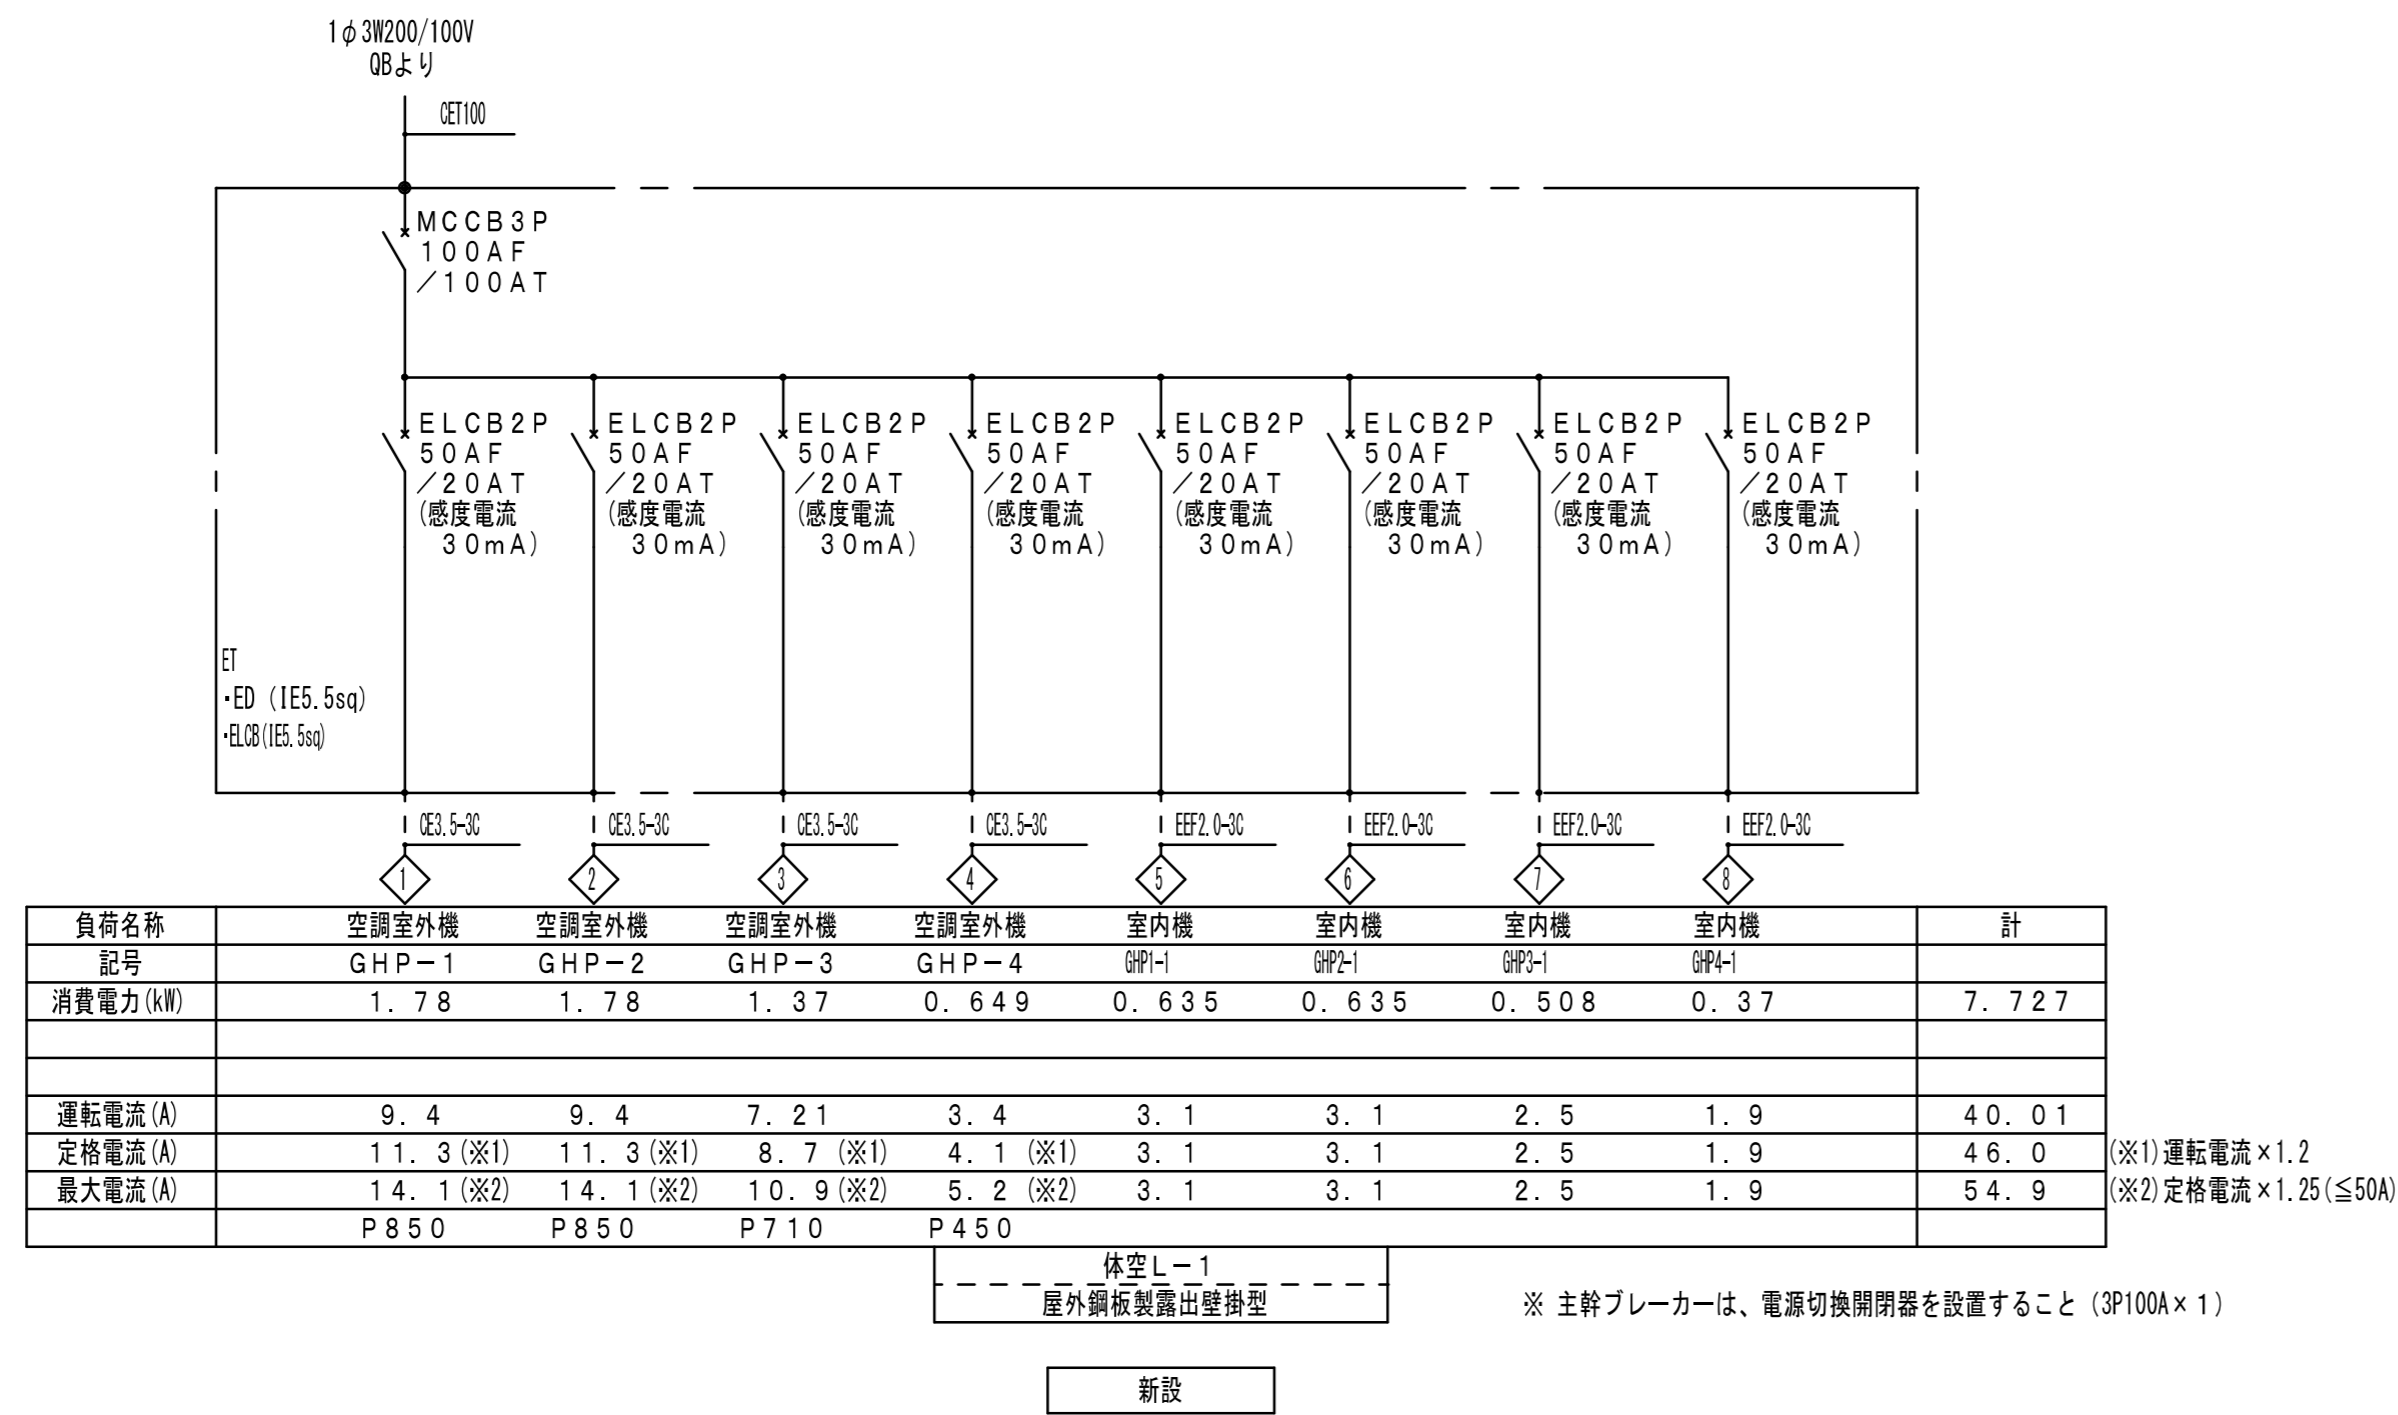 1φ3W200/100V
QBより
CET100
MCCB3P
100AF
/100AT
ELCB2P ELCB2P ELCB2P ELCB2P ELCB2P ELCB2P ELCB2P ELCB2P
50AF 50AF 50AF 50AF 50AF 50AF 50AF 50AF
/20AT /20AT /20AT /20AT /20AT /20AT /20AT /20AT
(感度電流 (感度電流 (感度電流 (感度電流 (感度電流 (感度電流 (感度電流 (感度電流
30mA) 30mA) 30mA) 30mA) 30mA) 30mA) 30mA) 30mA)
ET
・ED (IE5.5sq)
・ELCB(IE5.5sq)
CE3.5-3C CE3.5-3C CE3.5-3C CE3.5-3C EEF2.0-3C EEF2.0-3C EEF2.0-3C EEF2.0-3C
1 2 3 4 5 6 7 8
負荷名称 空調室外機 空調室外機 空調室外機 空調室外機 室内機 室内機 室内機 室内機 計
記号 GHP-1 GHP-2 GHP-3 GHP-4 GHP1-1 GHP2-1 GHP3-1 GHP4-1
消費電力(kW) 1.78 1.78 1.37 0.649 0.635 0.635 0.508 0.37 7.727
運転電流(A) 9.4 9.4 7.21 3.4 3.1 3.1 2.5 1.9 40.01
定格電流(A) 11.3(※1) 11.3(※1) 8.7(※1) 4.1(※1) 3.1 3.1 2.5 1.9 46.0 (※1)運転電流×1.2
最大電流(A) 14.1(※2) 14.1(※2) 10.9(※2) 5.2(※2) 3.1 3.1 2.5 1.9 54.9 (※2)定格電流×1.25(≦50A)
P850 P850 P710 P450
体空L-1
屋外鋼板製露出壁掛型
※ 主幹ブレーカーは、電源切換開閉器を設置すること (3P100A×1)
新設